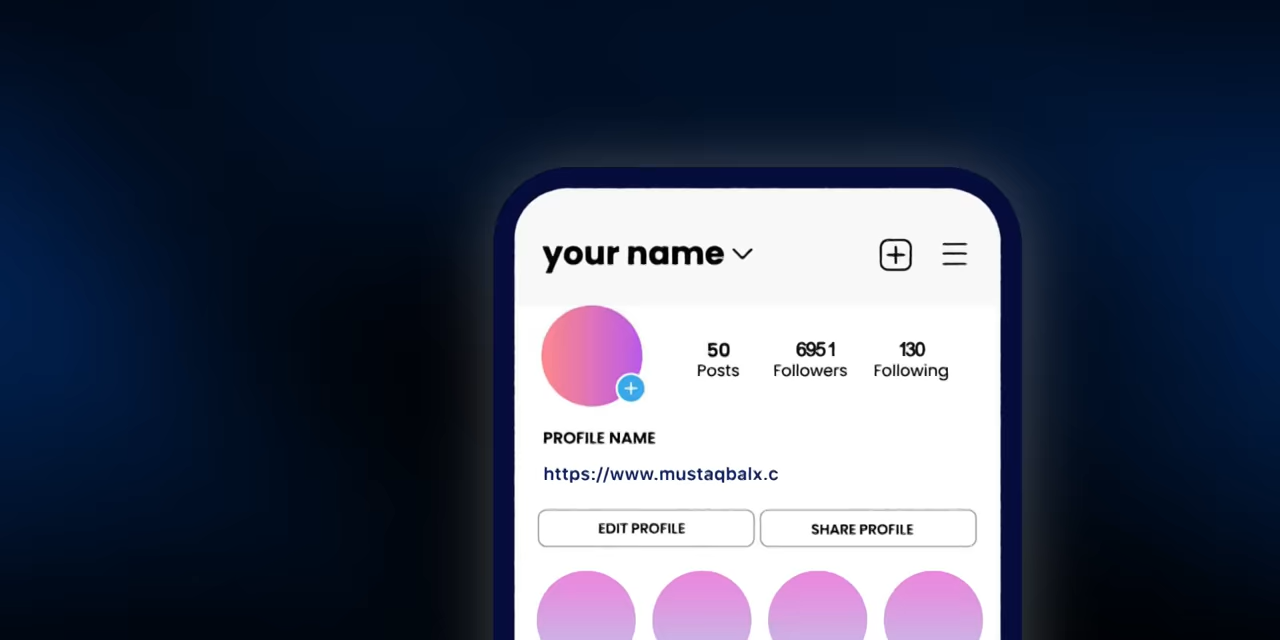 your name
50 6951 130
Posts Followers Following
PROFILE NAME
https://www.mustaqbalx.c
EDIT PROFILE SHARE PROFILE